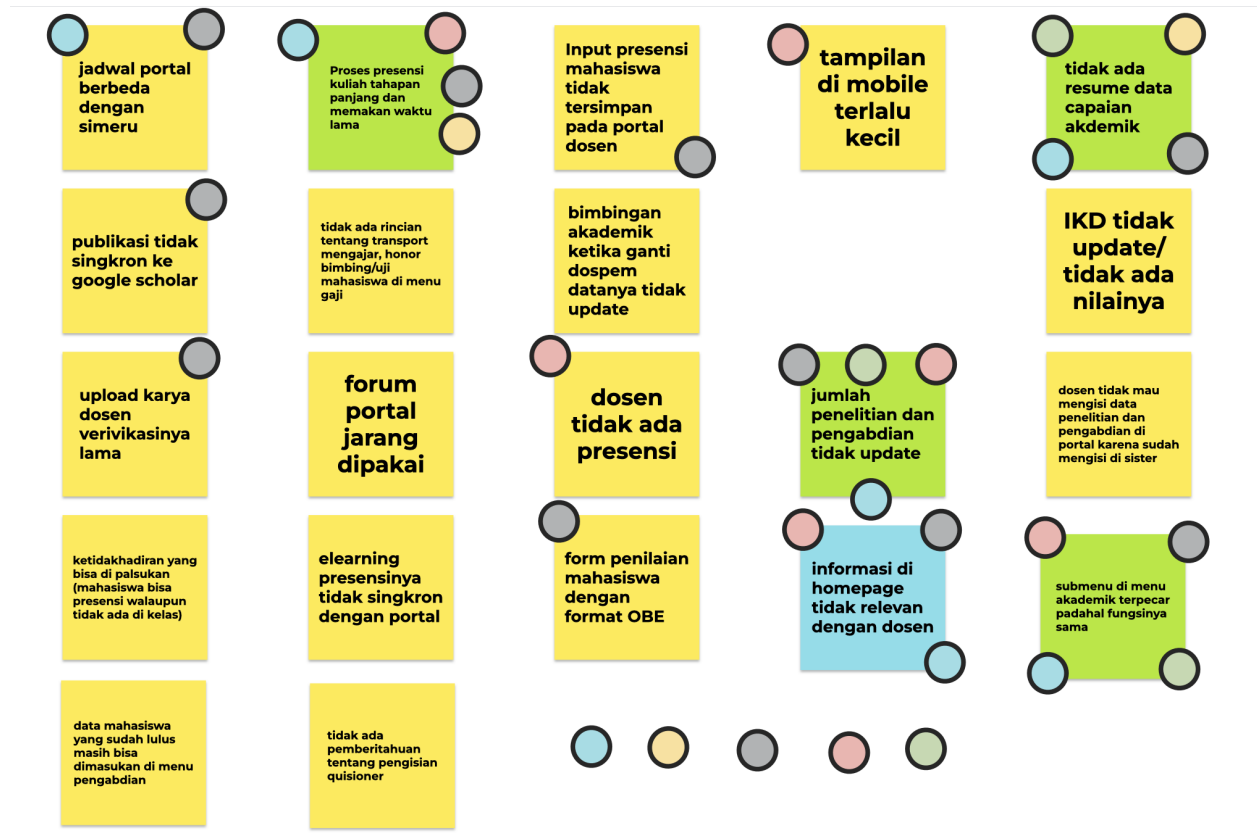 jadwal portal
berbeda
dengan
simeru
Proses presensi
kuliah tahapan
panjang dan
memakan waktu
lama
Input presensi
mahasiswa
tidak
tersimpan
pada portal
dosen
tampilan
di mobile
terlalu
kecil
tidak ada
resume data
capaian
akdemik
publikasi tidak
singkron ke
google scholar
tidak ada rincian
tentang transport
mengajar, honor
bimbing/uji
mahasiswa di menu
gaji
bimbingan
akademik
ketika ganti
dospem
datanya tidak
update
IKD tidak
update/
tidak ada
nilainya
upload karya
dosen
verivikasinya
lama
forum
portal
jarang
dipakai
dosen
tidak ada
presensi
jumlah
penelitian dan
pengabdian
tidak update
dosen tidak mau
mengisi data
penelitian dan
pengabdian di
portal karena sudah
mengisi di sister
ketidakhadiran yang
bisa di palsukan
(mahasiswa bisa
presensi walaupun
tidak ada di kelas)
elearning
presensinya
tidak singkron
dengan portal
form penilaian
mahasiswa
dengan
format OBE
informasi di
homepage
tidak relevan
dengan dosen
submenu di menu
akademik terpecar
padahal fungsinya
sama
data mahasiswa
yang sudah lulus
masih bisa
dimasukan di menu
pengabdian
tidak ada
pemberitahuan
tentang pengisian
quisioner